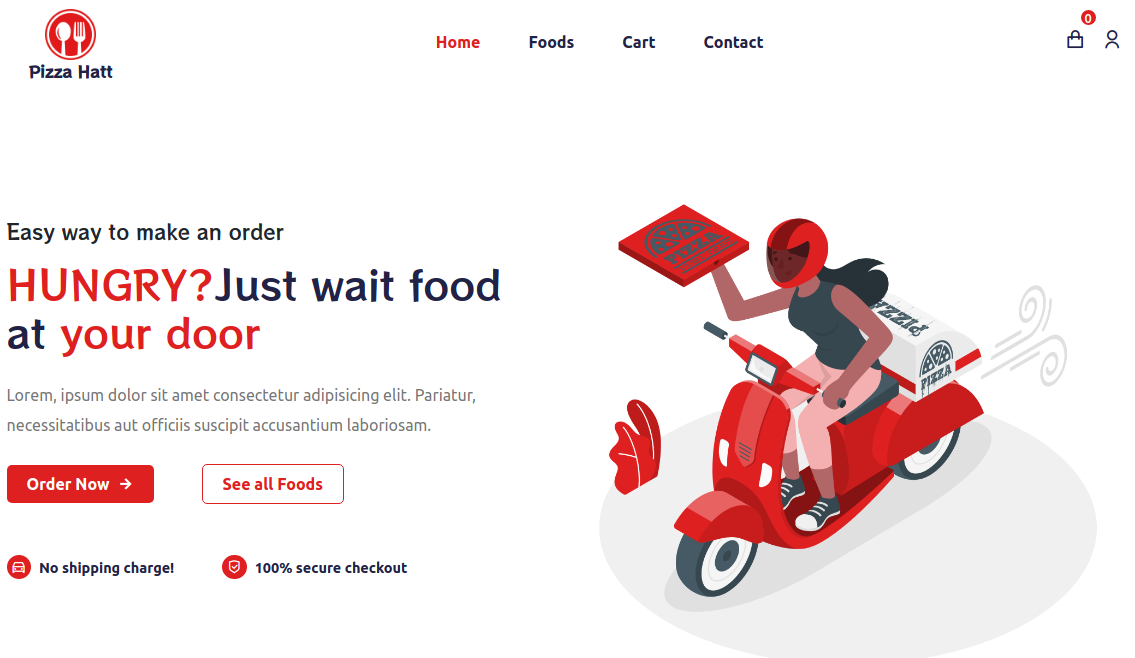 Pizza Hatt
Home Foods Cart Contact
0
Easy way to make an order
HUNGRY?Just wait food
at your door
Lorem, ipsum dolor sit amet consectetur adipisicing elit. Pariatur,
necessitatibus aut officiis suscipit accusantium laboriosam.
Order Now → See all Foods
No shipping charge! 100% secure checkout
PIZZA
PIZZA
PIZZA